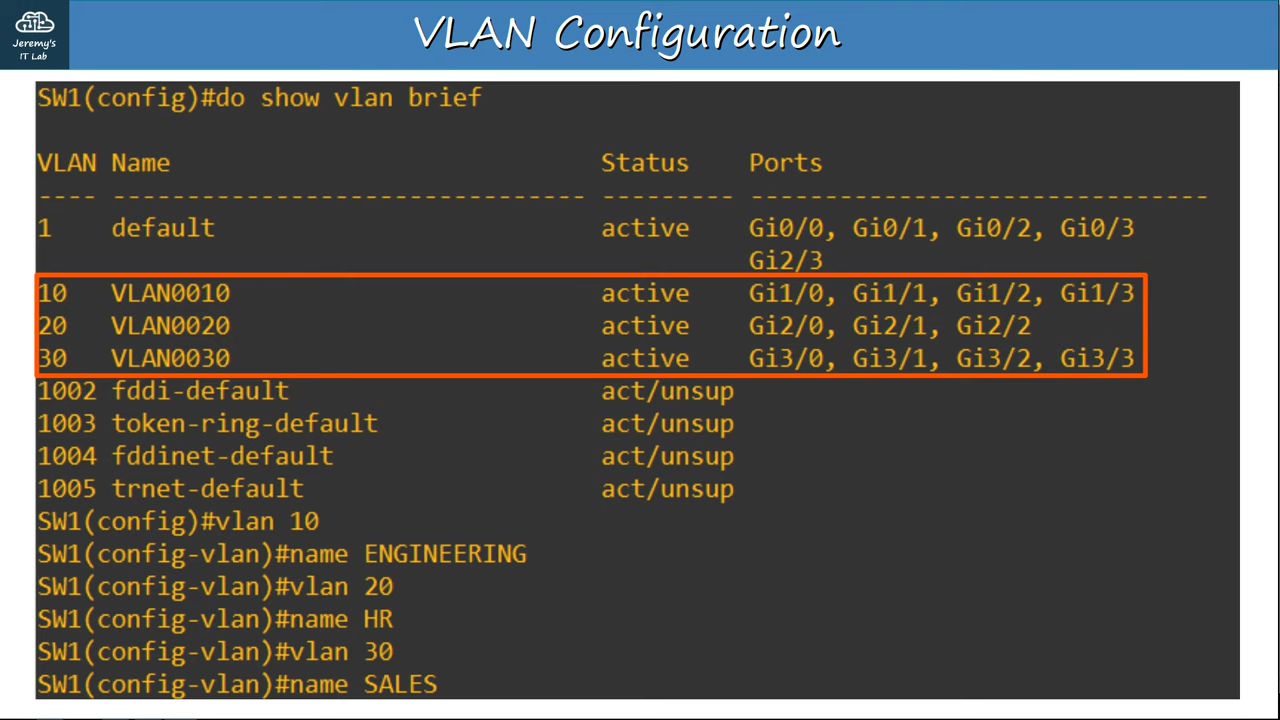 Jeremy's
IT Lab
VLAN Configuration
SW1(config)#do show vlan brief
VLAN Name Status Ports
---- -------------------------------- --------- -------------------------------
1 default active Gi0/0, Gi0/1, Gi0/2, Gi0/3
Gi2/3
10 VLAN0010 active Gi1/0, Gi1/1, Gi1/2, Gi1/3
20 VLAN0020 active Gi2/0, Gi2/1, Gi2/2
30 VLAN0030 active Gi3/0, Gi3/1, Gi3/2, Gi3/3
1002 fddi-default act/unsup
1003 token-ring-default act/unsup
1004 fddinet-default act/unsup
1005 trnet-default act/unsup
SW1(config)#vlan 10
SW1(config-vlan)#name ENGINEERING
SW1(config-vlan)#vlan 20
SW1(config-vlan)#name HR
SW1(config-vlan)#vlan 30
SW1(config-vlan)#name SALES